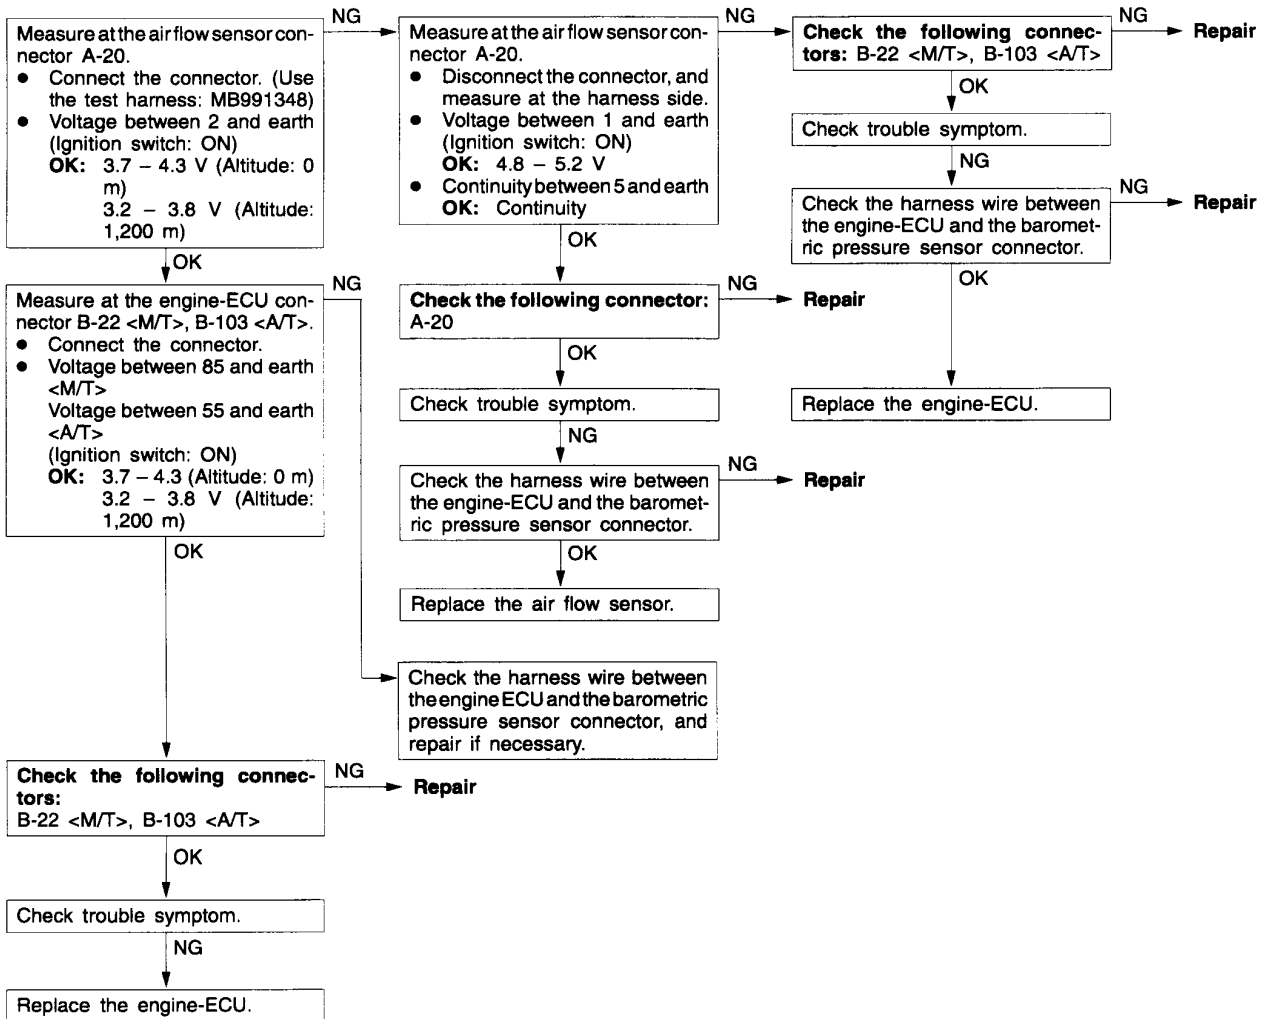 Measure at the air flow sensor con-
nector A-20.
● Connect the connector. (Use
the test harness: MB991348)
● Voltage between 2 and earth
(Ignition switch: ON)
OK: 3.7 – 4.3 V (Altitude: 0
m)
3.2 – 3.8 V (Altitude:
1,200 m)
NG
OK
Measure at the engine-ECU con-
nector B-22 <M/T>, B-103 <A/T>.
● Connect the connector.
● Voltage between 85 and earth
<M/T>
Voltage between 55 and earth
<A/T>
(Ignition switch: ON)
OK: 3.7 – 4.3 (Altitude: 0 m)
3.2 – 3.8 V (Altitude:
1,200 m)
NG
OK
Check the following connec-
tors:
B-22 <M/T>, B-103 <A/T>
NG
Repair
OK
Check trouble symptom.
NG
Replace the engine-ECU.
Measure at the air flow sensor con-
nector A-20.
● Disconnect the connector, and
measure at the harness side.
● Voltage between 1 and earth
(Ignition switch: ON)
OK: 4.8 – 5.2 V
● Continuity between 5 and earth
OK: Continuity
NG
OK
Check the following connector:
A-20
NG
Repair
OK
Check trouble symptom.
NG
Check the harness wire between
the engine-ECU and the baromet-
ric pressure sensor connector.
NG
Repair
OK
Replace the air flow sensor.
Check the harness wire between
the engine ECU and the barometric
pressure sensor connector, and
repair if necessary.
Check the following connec-
tors: B-22 <M/T>, B-103 <A/T>
NG
Repair
OK
Check trouble symptom.
NG
Check the harness wire between
the engine-ECU and the baromet-
ric pressure sensor connector.
NG
Repair
OK
Replace the engine-ECU.